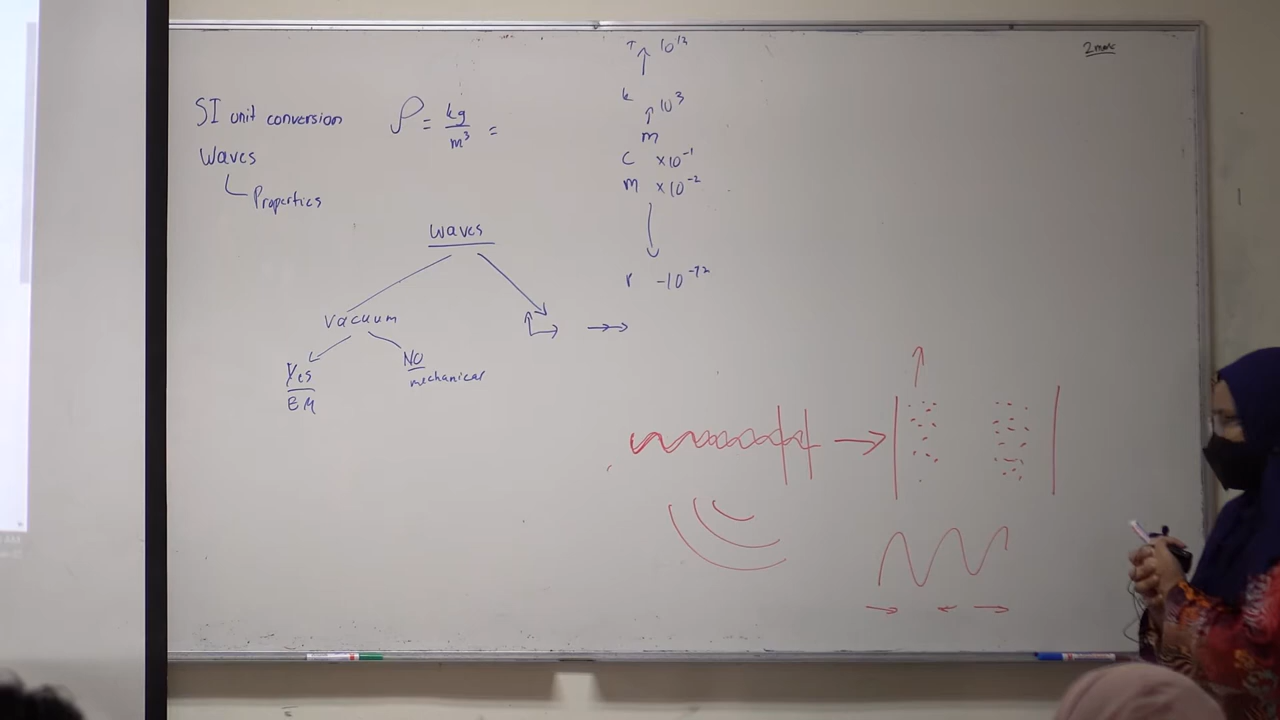 SI unit conversion
Waves
Properties
ρ = kg/m³ =
T 10¹²
k
10³
m
c ×10⁻¹
m ×10⁻²
-10⁻¹²
2 mark
waves
Vacuum
Yes
EM
NO
mechanical